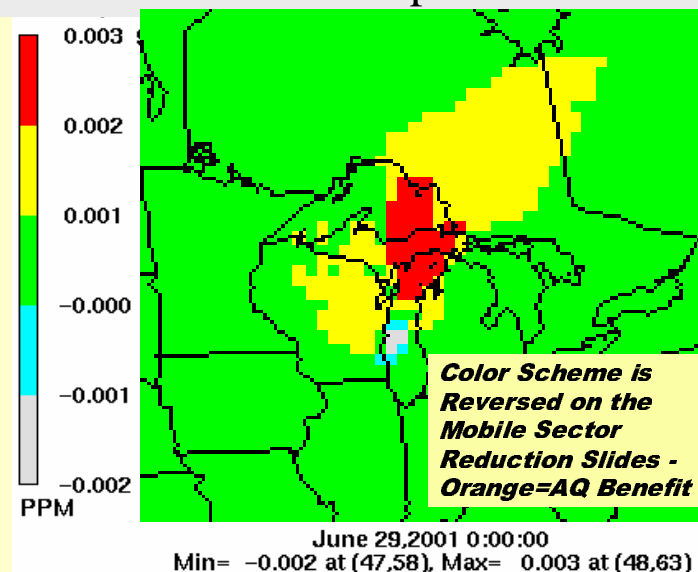 0.003
0.002
0.001
-0.000
-0.001
-0.002
PPM
Color Scheme is
Reversed on the
Mobile Sector
Reduction Slides -
Orange=AQ Benefit
June 29,2001 0:00:00
Min= -0.002 at (47,58), Max= 0.003 at (48,63)